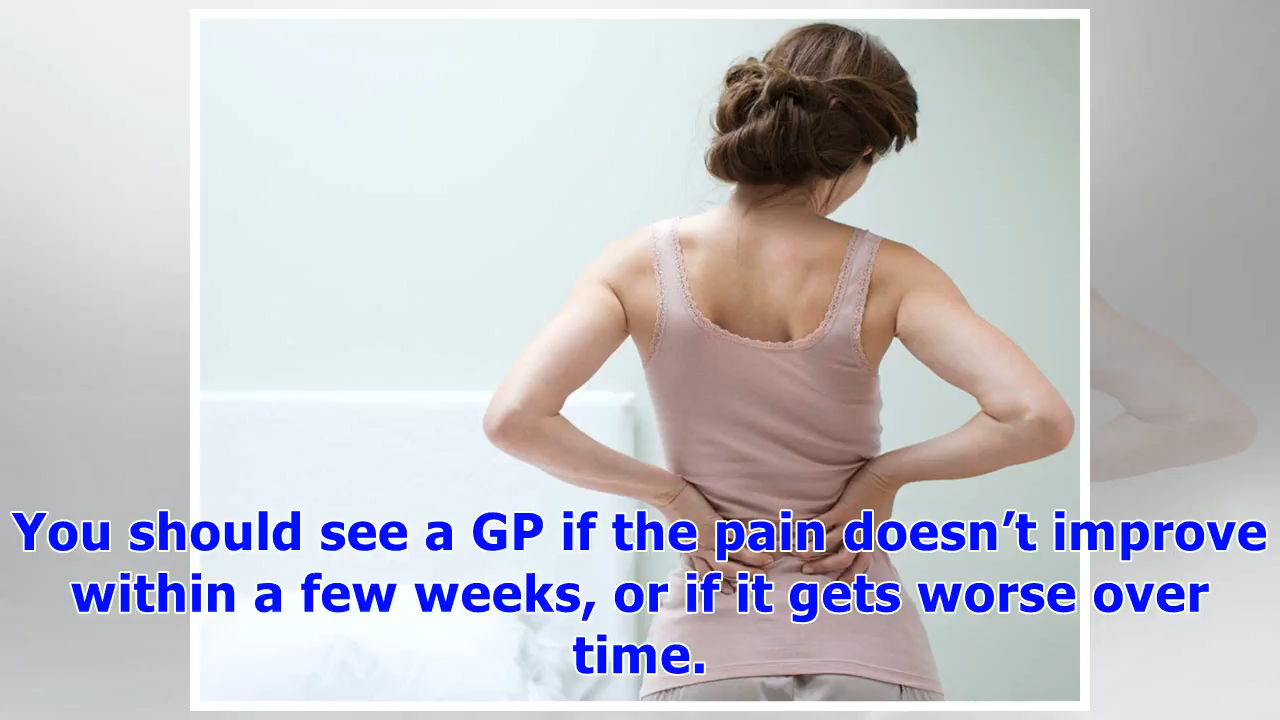 You should see a GP if the pain doesn’t improve
within a few weeks, or if it gets worse over
time.